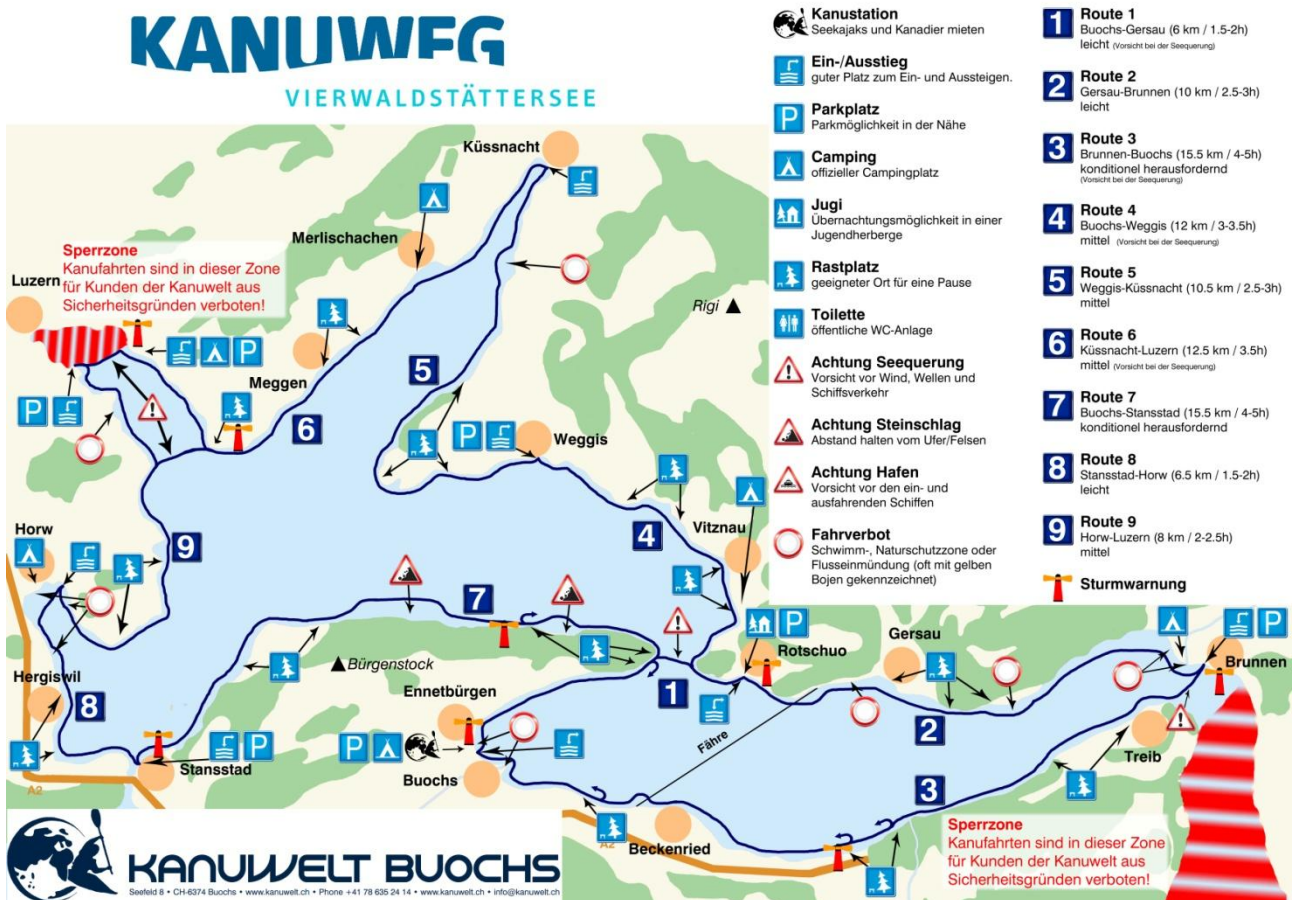 KANUWEG
VIERWALDSTÄTTERSEE
Kanustation
Seekajaks und Kanadier mieten
Ein-/Ausstieg
guter Platz zum Ein- und Aussteigen.
Parkplatz
Parkmöglichkeit in der Nähe
Camping
offizieller Campingplatz
Jugi
Übernachtungsmöglichkeit in einer
Jugendherberge
Rastplatz
geeigneter Ort für eine Pause
Toilette
öffentliche WC-Anlage
Achtung Seequerung
Vorsicht vor Wind, Wellen und
Schiffsverkehr
Achtung Steinschlag
Abstand halten vom Ufer/Felsen
Achtung Hafen
Vorsicht vor den ein- und
ausfahrenden Schiffen
Fahrverbot
Schwimm-, Naturschutzzone oder
Flusseinmündung (oft mit gelben
Bojen gekennzeichnet)
1 Route 1
Buochs-Gersau (6 km / 1.5-2h)
leicht (Vorsicht bei der Seequerung)
2 Route 2
Gersau-Brunnen (10 km / 2.5-3h)
leicht
3 Route 3
Brunnen-Buochs (15.5 km / 4-5h)
konditionel herausfordernd
(Vorsicht bei der Seequerung)
4 Route 4
Buochs-Weggis (12 km / 3-3.5h)
mittel (Vorsicht bei der Seequerung)
5 Route 5
Weggis-Küssnacht (10.5 km / 2.5-3h)
mittel
6 Route 6
Küssnacht-Luzern (12.5 km / 3.5h)
mittel (Vorsicht bei der Seequerung)
7 Route 7
Buochs-Stansstad (15.5 km / 4-5h)
konditionel herausfordernd
8 Route 8
Stansstad-Horw (6.5 km / 1.5-2h)
leicht
9 Route 9
Horw-Luzern (8 km / 2-2.5h)
mittel
Sturmwarnung
Küssnacht
Merlischachen
Sperrzone
Kanufahrten sind in dieser Zone
für Kunden der Kanuwelt aus
Sicherheitsgründen verboten!
Luzern
Rigi
P
Meggen
5
6
P
P
Weggis
Vitznau
4
Horw
9
7
P
Rotschuo
Gersau
P
Brunnen
Bürgenstock
Hergiswil
8
Ennetbürgen
1
2
P
Stansstad
P
Buochs
Fähre
Treib
3
A2
A2
Beckenried
Sperrzone
Kanufahrten sind in dieser Zone
für Kunden der Kanuwelt aus
Sicherheitsgründen verboten!
KANUWELT BUOCHS
Seefeld 8 • CH-6374 Buochs • www.kanuwelt.ch • Phone +41 78 635 24 14 • www.kanuwelt.ch • info@kanuwelt.ch